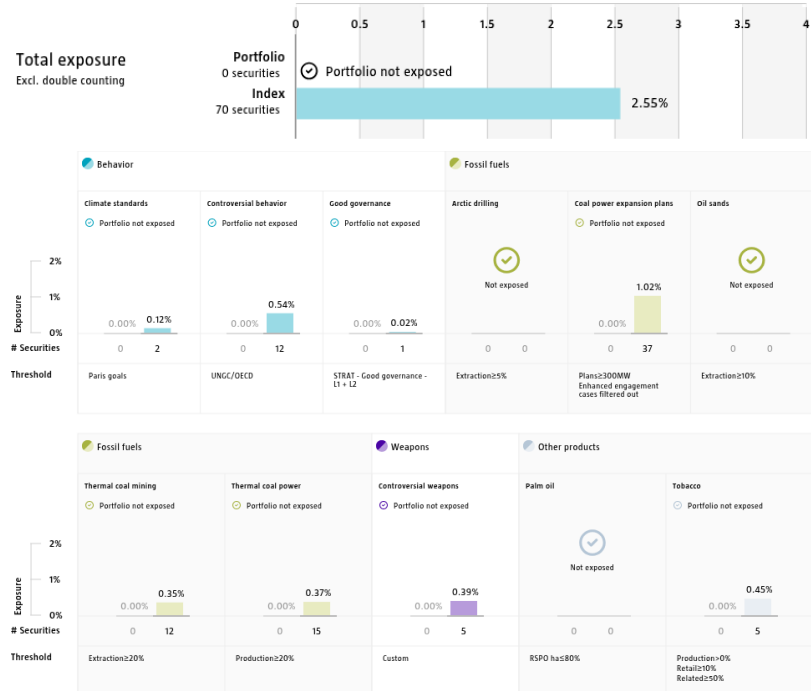 0 0.5 1 1.5 2 2.5 3 3.5 4
Total exposure
Excl. double counting
Portfolio
0 securities
Portfolio not exposed
Index
70 securities
2.55%
Behavior
Fossil fuels
Climate standards
Controversial behavior
Good governance
Arctic drilling
Coal power expansion plans
Oil sands
Portfolio not exposed
Portfolio not exposed
Portfolio not exposed
Portfolio not exposed
Not exposed
Not exposed
Exposure
2%
1%
0%
0.00% 0.12%
0.00% 0.54%
0.00% 0.02%
0.00% 1.02%
# Securities
0 2
0 12
0 1
0 0
0 37
0 0
Threshold
Paris goals
UNGC/OECD
STRAT - Good governance -
L1 + L2
Extraction≥5%
Plans≥300MW
Enhanced engagement
cases filtered out
Extraction≥10%
Fossil fuels
Weapons
Other products
Thermal coal mining
Thermal coal power
Controversial weapons
Palm oil
Tobacco
Portfolio not exposed
Portfolio not exposed
Portfolio not exposed
Portfolio not exposed
Not exposed
Exposure
2%
1%
0%
0.00% 0.35%
0.00% 0.37%
0.00% 0.39%
0.00% 0.45%
# Securities
0 12
0 15
0 5
0 0
0 5
Threshold
Extraction≥20%
Production≥20%
Custom
RSPO ha≤80%
Production>0%
Retail≥10%
Related≥50%